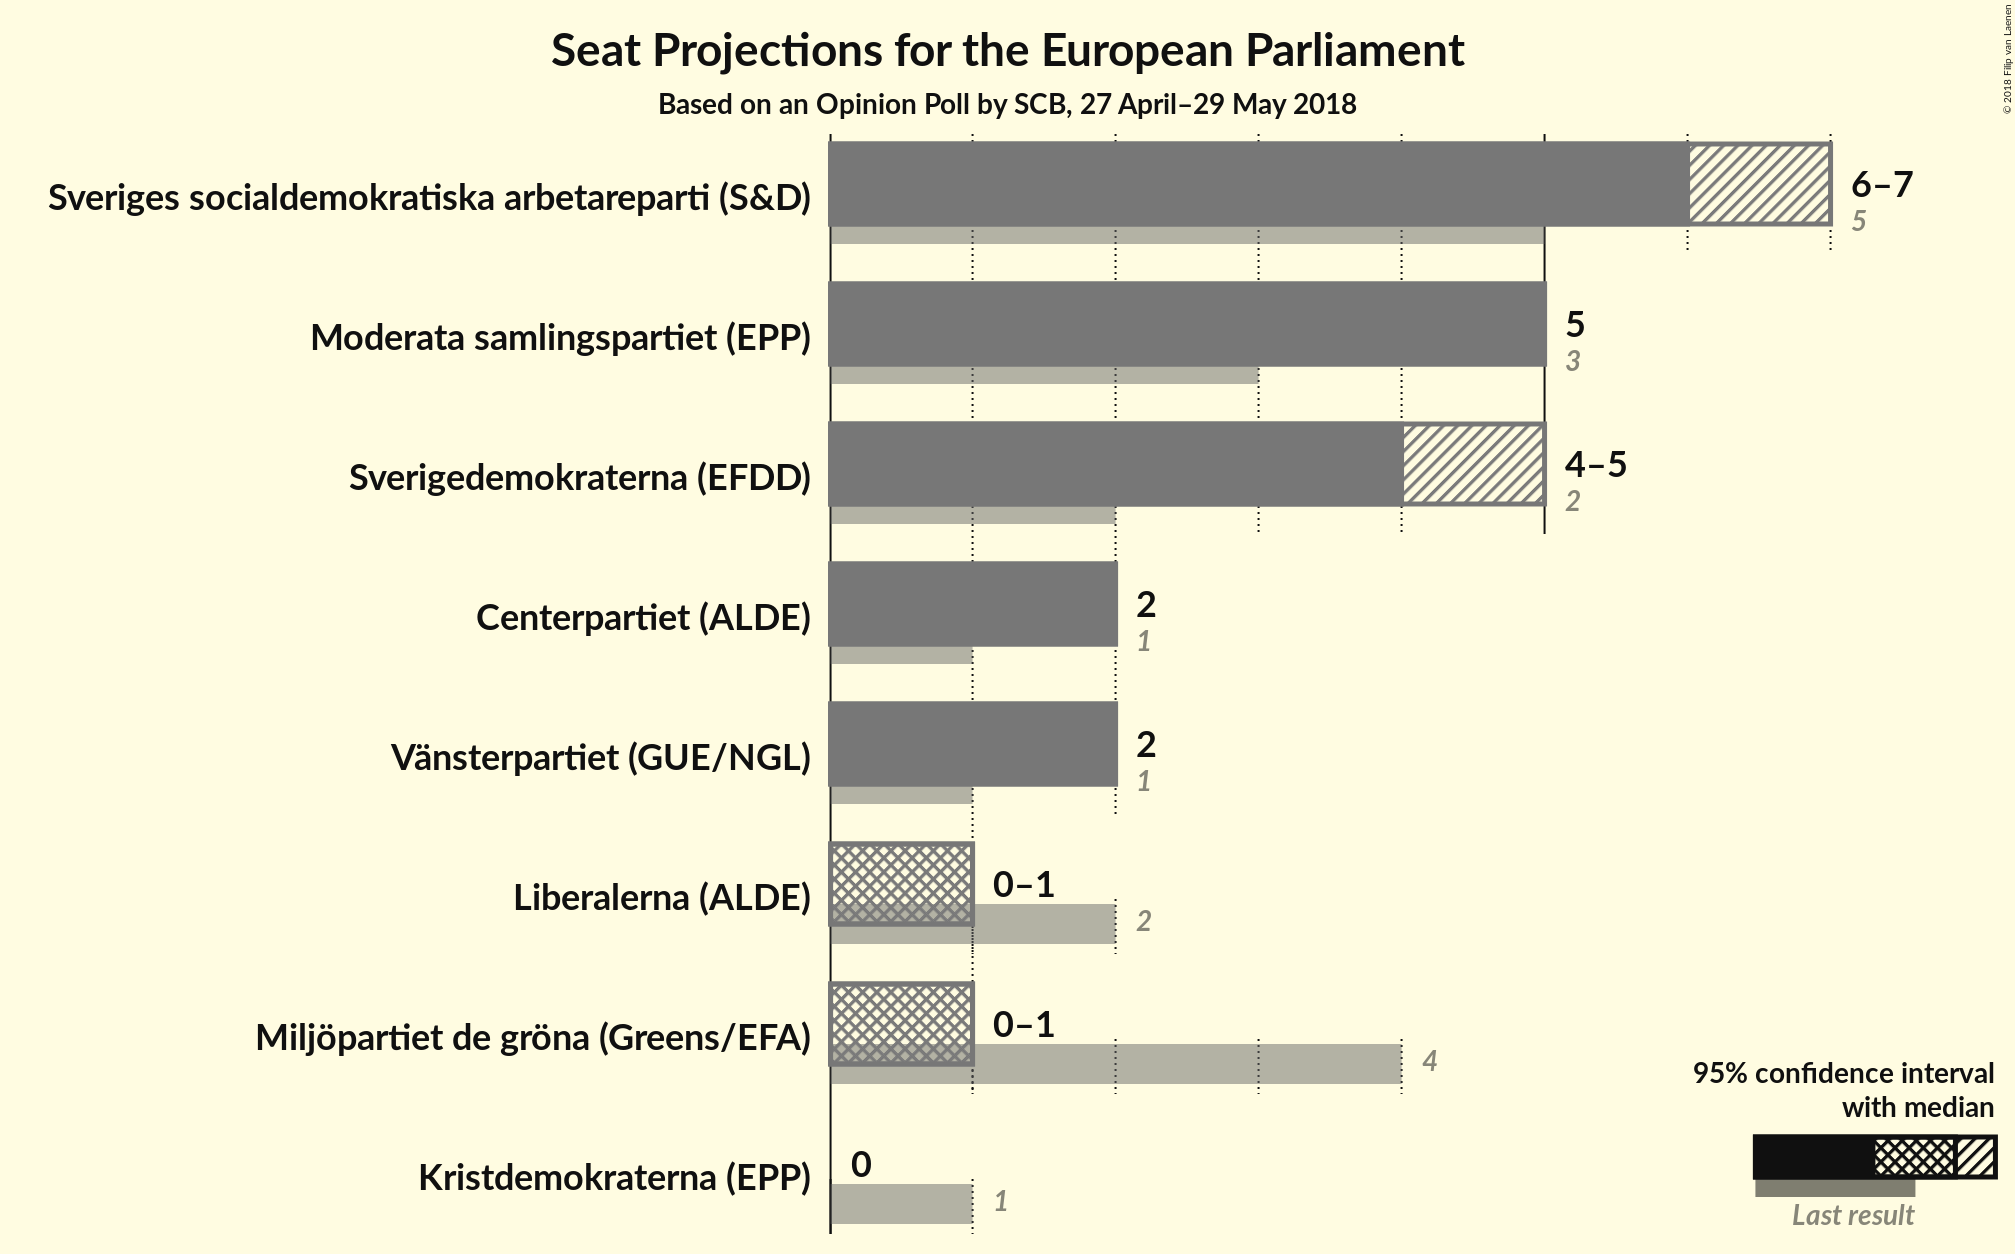 Seat Projections for the European Parliament
Based on an Opinion Poll by SCB, 27 April–29 May 2018
© 2018 Filip van Laenen
Sveriges socialdemokratiska arbetareparti (S&D)
6–7
5
Moderata samlingspartiet (EPP)
5
3
Sverigedemokraterna (EFDD)
4–5
2
Centerpartiet (ALDE)
2
1
Vänsterpartiet (GUE/NGL)
2
1
Liberalerna (ALDE)
0–1
2
Miljöpartiet de gröna (Greens/EFA)
0–1
4
Kristdemokraterna (EPP)
0
1
95% confidence interval
with median
Last result